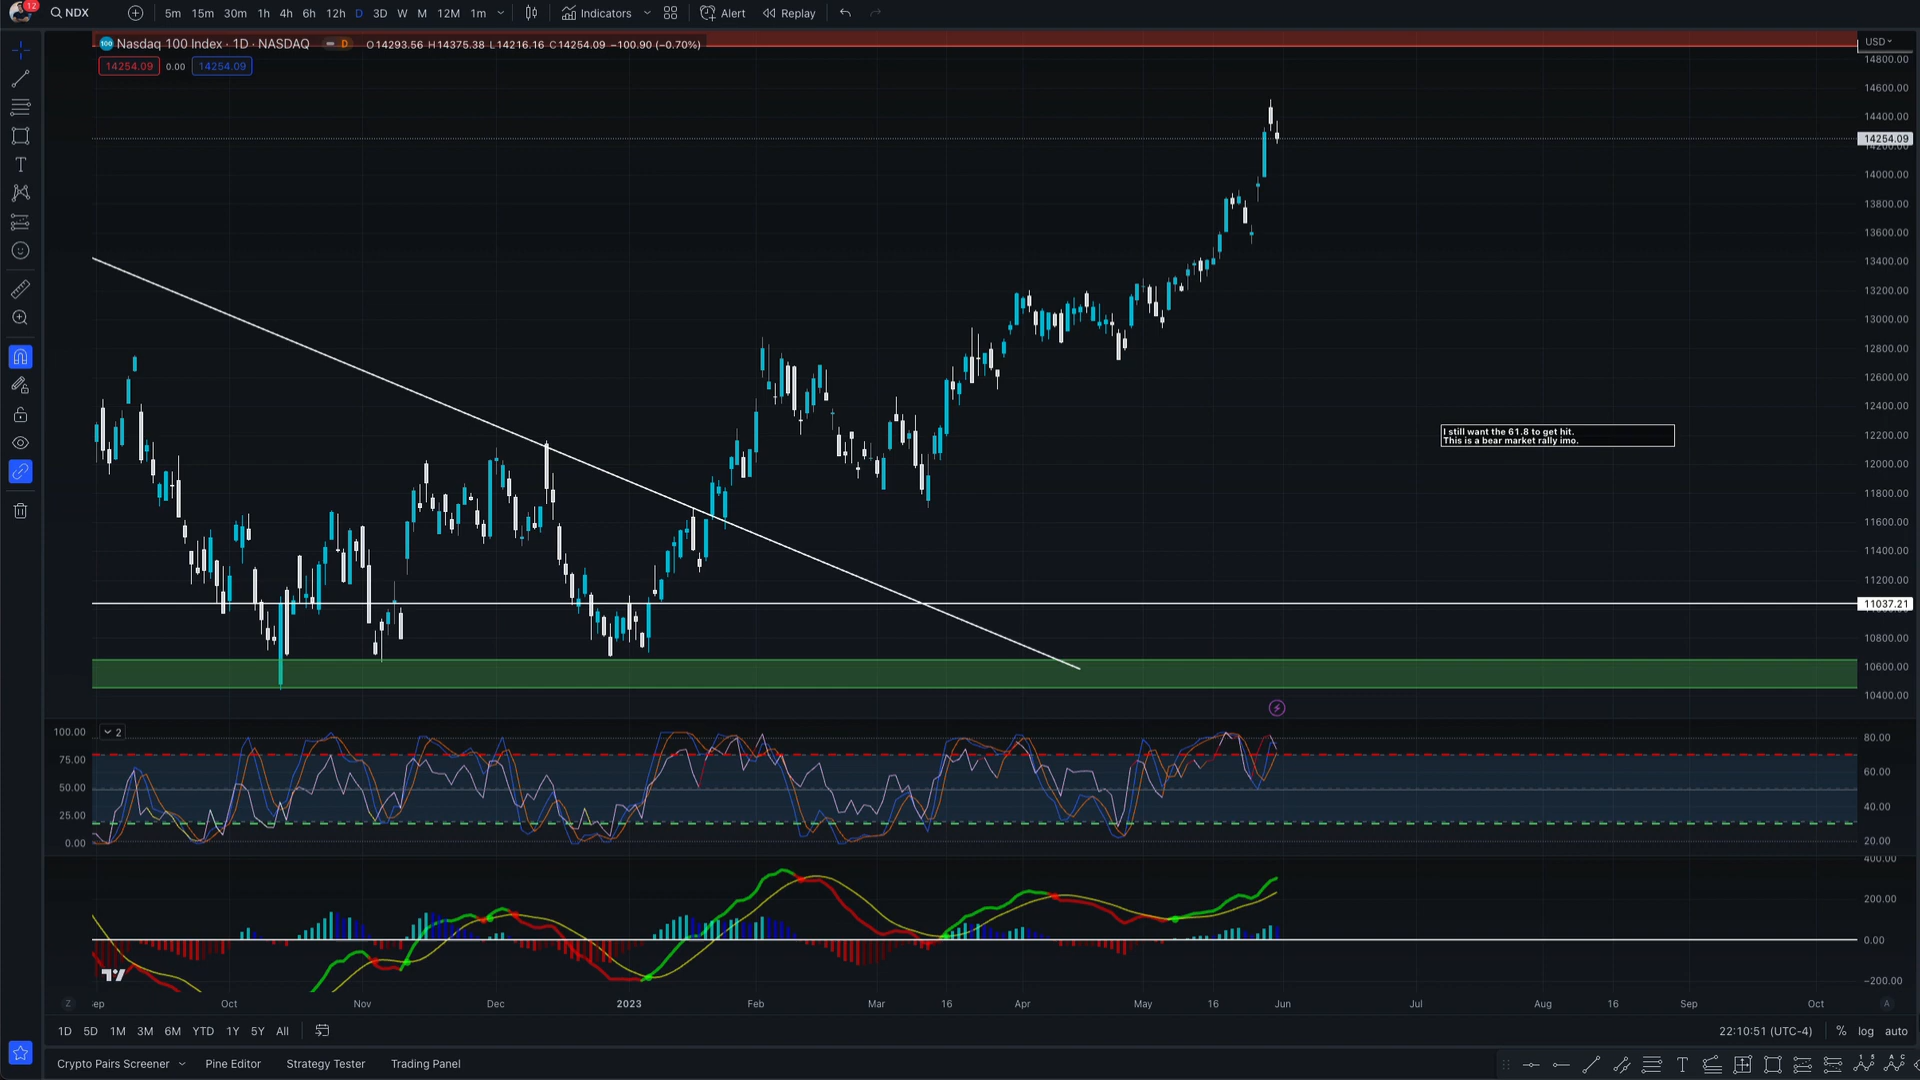 12
NDX
5m 15m 30m 1h 4h 6h 12h D 3D W M 12M 1m
Indicators
Alert
Replay
100 Nasdaq 100 Index · 1D · NASDAQ D O14293.56 H14375.38 L14216.16 C14254.09 −100.90 (−0.70%)
14254.09 0.00 14254.09
USD
14800.00
14600.00
14400.00
14254.09
14200.00
14000.00
13800.00
13600.00
13400.00
13200.00
13000.00
12800.00
12600.00
12400.00
12200.00
12000.00
11800.00
11600.00
11400.00
11200.00
11037.21
10800.00
10600.00
10400.00
I still want the 61.8 to get hit.
This is a bear market rally imo.
2
100.00
75.00
50.00
25.00
0.00
80.00
60.00
40.00
20.00
400.00
200.00
0.00
−200.00
Z ep Oct Nov Dec 2023 Feb Mar 16 Apr May 16 Jun Jul Aug 16 Sep Oct A
1D 5D 1M 3M 6M YTD 1Y 5Y All
22:10:51 (UTC-4) % log auto
Crypto Pairs Screener Pine Editor Strategy Tester Trading Panel